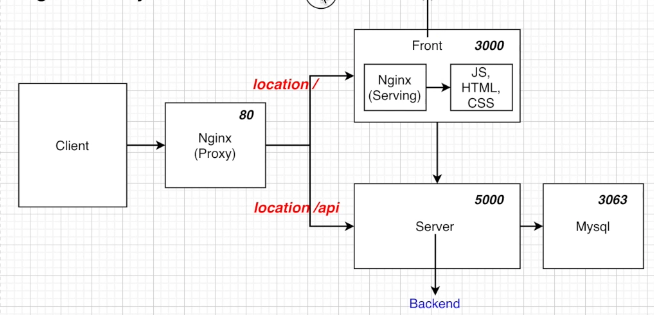 Client
80
Nginx
(Proxy)
location /
location /api
Front
3000
Nginx
(Serving)
JS,
HTML,
CSS
5000
Server
3063
Mysql
Backend